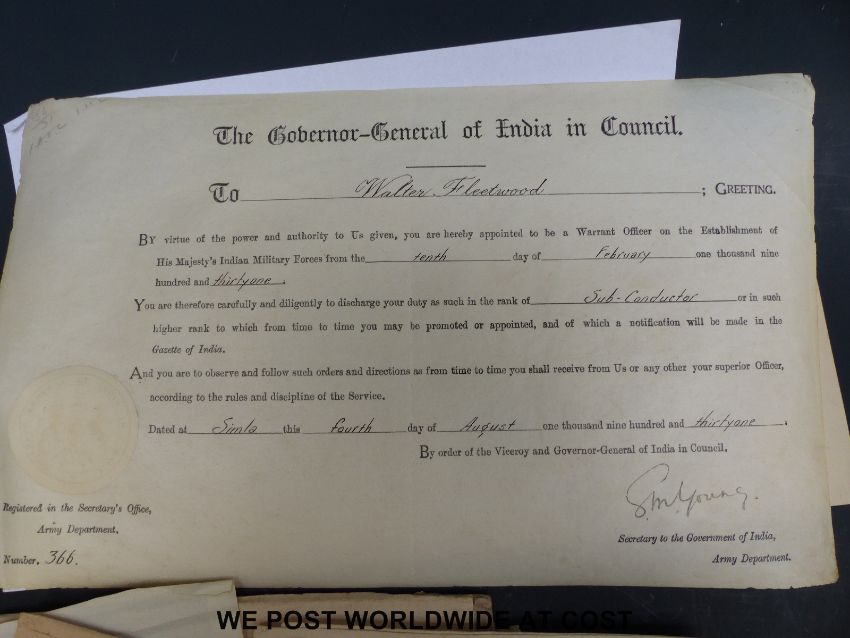 The Governor-General of India in Council.
To Walter Fleetwood ; GREETING.
BY virtue of the power and authority to Us given, you are hereby appointed to be a Warrant Officer on the Establishment of
His Majesty's Indian Military Forces from the tenth day of February one thousand nine
hundred and thirtyone.
You are therefore carefully and diligently to discharge your duty as such in the rank of Sub-Conductor or in such
higher rank to which from time to time you may be promoted or appointed, and of which a notification will be made in the
Gazette of India.
And you are to observe and follow such orders and directions as from time to time you shall receive from Us or any other your superior Officer,
according to the rules and discipline of the Service.
Dated at Simla this fourth day of August one thousand nine hundred and thirtyone.
By order of the Viceroy and Governor-General of India in Council,
G.M. Young.
Registered in the Secretary's Office,
Army Department,
Number. 366.
Secretary to the Government of India,
Army Department.
WE POST WORLDWIDE AT COST